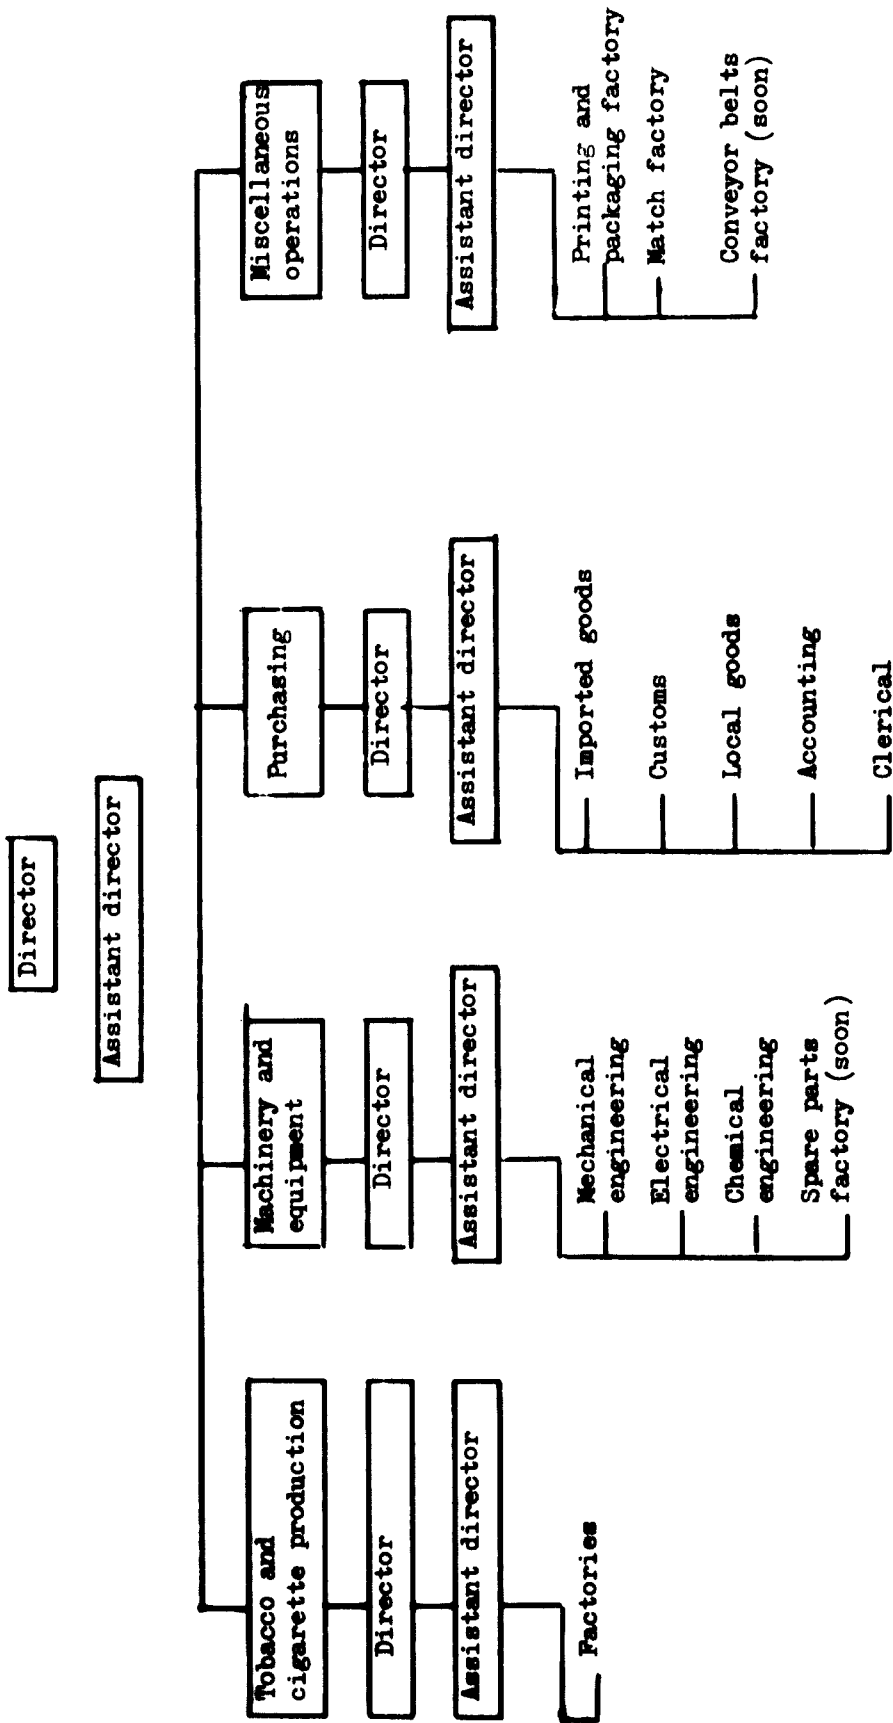 Director
Assistant director
Tobacco and
cigarette production
Director
Assistant director
Factories
Machinery and
equipment
Director
Assistant director
Mechanical
engineering
Electrical
engineering
Chemical
engineering
Spare parts
factory (soon)
Purchasing
Director
Assistant director
Imported goods
Customs
Local goods
Accounting
Clerical
Miscellaneous
operations
Director
Assistant director
Printing and
packaging factory
Match factory
Conveyor belts
factory (soon)